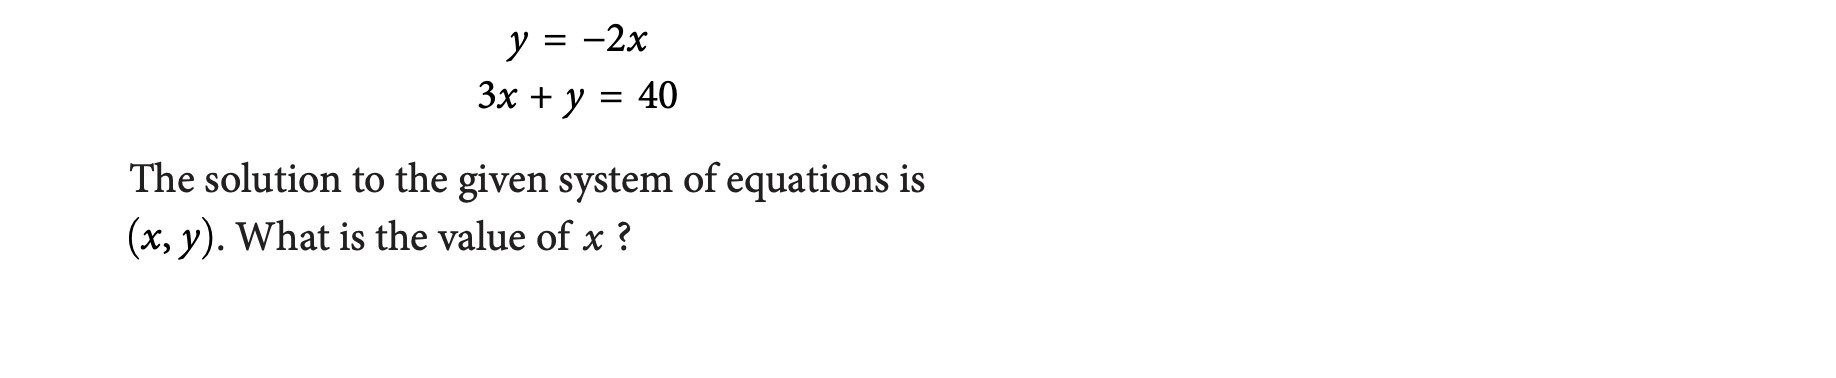 y = −2x
3x + y = 40
The solution to the given system of equations is
(x, y). What is the value of x ?